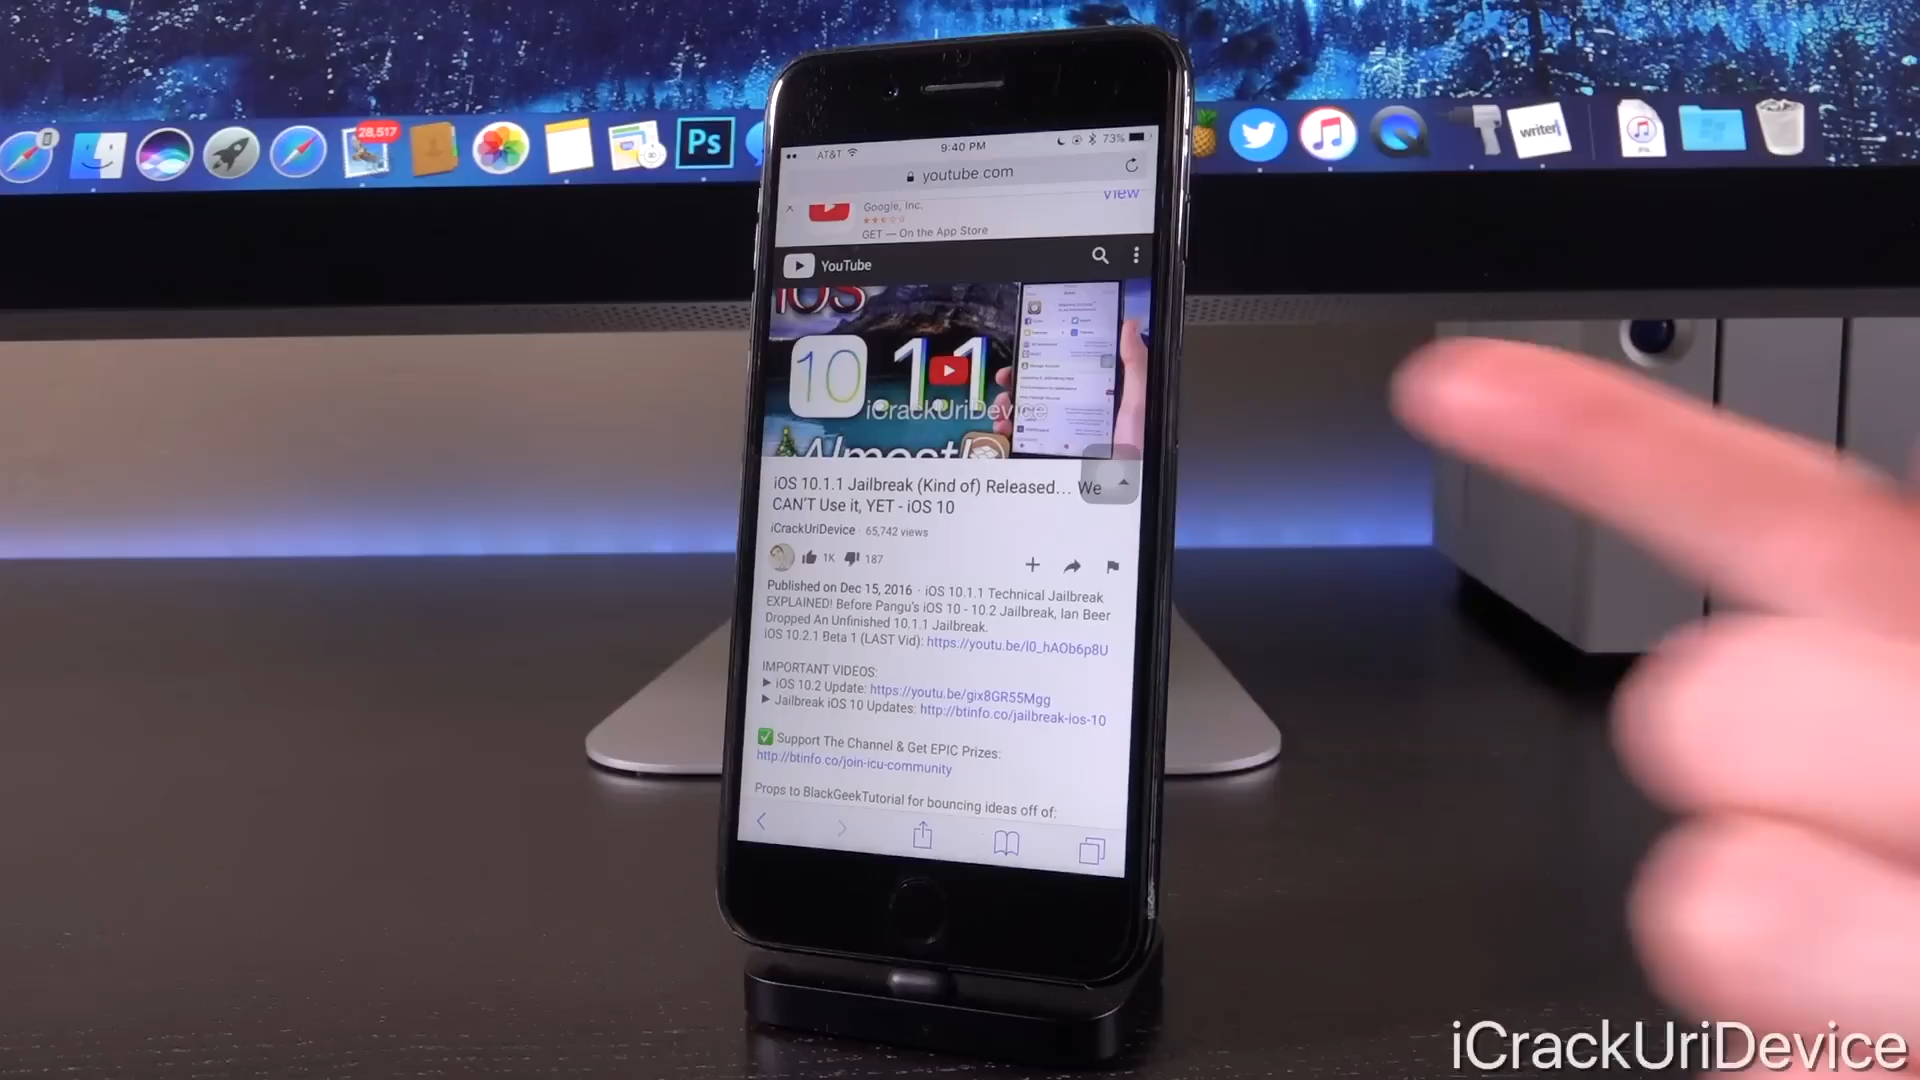 28,517
Ps
writer
IPA
AT&T
9:40 PM
73%
youtube.com
Google, Inc.
View
GET — On the App Store
YouTube
iOS
10
10.1.1
iCrackUriDevice
Almost!
iOS 10.1.1 Jailbreak (Kind of) Released... We
CAN'T Use it, YET - iOS 10
iCrackUriDevice · 65,742 views
1K
187
Published on Dec 15, 2016 · iOS 10.1.1 Technical Jailbreak
EXPLAINED! Before Pangu's iOS 10 - 10.2 Jailbreak, Ian Beer
Dropped An Unfinished 10.1.1 Jailbreak.
iOS 10.2.1 Beta 1 (LAST Vid): https://youtu.be/l0_hAOb6p8U
IMPORTANT VIDEOS:
► iOS 10.2 Update: https://youtu.be/gix8GR55Mgg
► Jailbreak iOS 10 Updates: http://btinfo.co/jailbreak-ios-10
✅ Support The Channel & Get EPIC Prizes:
http://btinfo.co/join-icu-community
Props to BlackGeekTutorial for bouncing ideas off of:
iCrackUriDevice